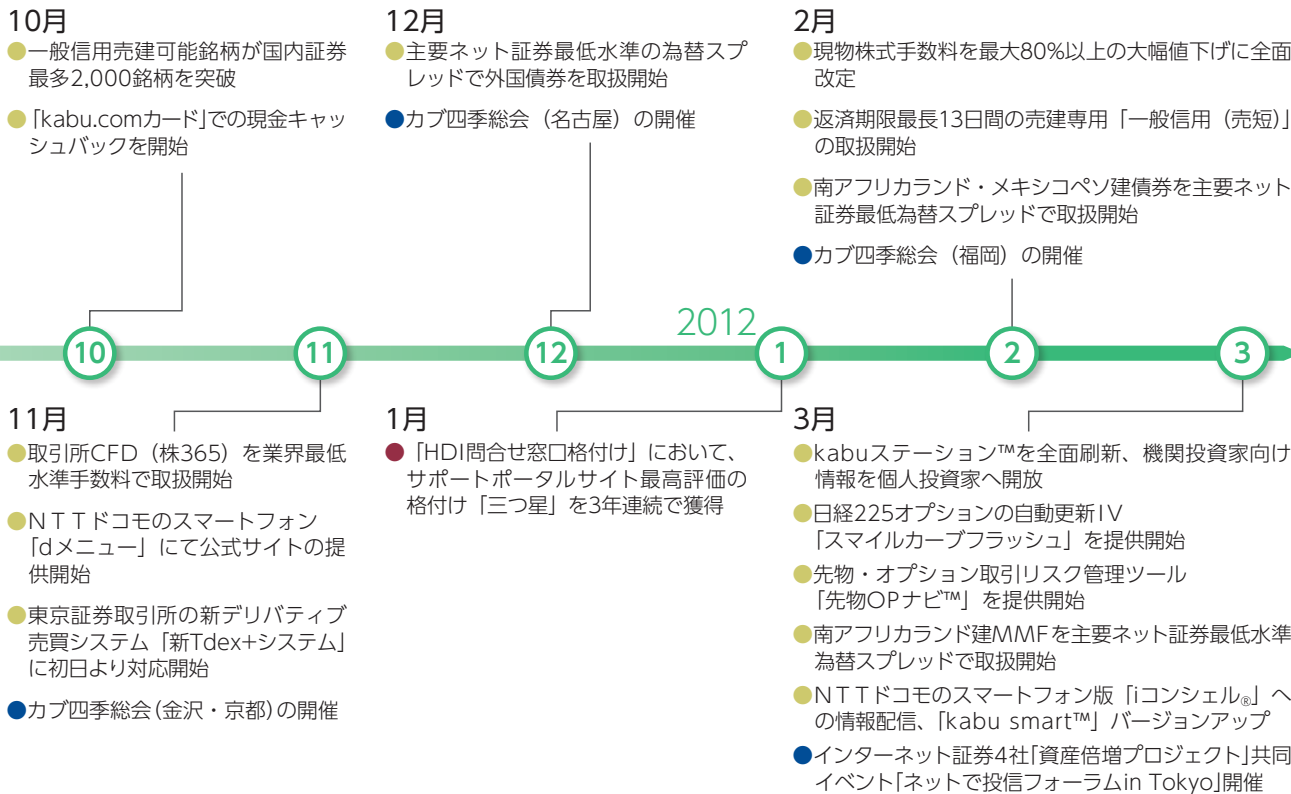 10月
●一般信用売建可能銘柄が国内証券
最多2,000銘柄を突破
●「kabu.comカード」での現金キャッ
シュバックを開始
12月
●主要ネット証券最低水準の為替スプ
レッドで外国債券を取扱開始
●カブ四季総会（名古屋）の開催
2月
●現物株式手数料を最大80%以上の大幅値下げに全面
改定
●返済期限最長13日間の売建専用「一般信用（売短）」
の取扱開始
●南アフリカランド・メキシコペソ建債券を主要ネット
証券最低為替スプレッドで取扱開始
●カブ四季総会（福岡）の開催
2012
10
11
12
1
2
3
11月
●取引所CFD（株365）を業界最低
水準手数料で取扱開始
●NTTドコモのスマートフォン
「dメニュー」にて公式サイトの提
供開始
●東京証券取引所の新デリバティブ
売買システム「新Tdex+システム」
に初日より対応開始
●カブ四季総会（金沢・京都）の開催
1月
●「HDI問合せ窓口格付け」において、
サポートポータルサイト最高評価の
格付け「三つ星」を3年連続で獲得
3月
●kabuステーション™を全面刷新、機関投資家向け
情報を個人投資家へ開放
●日経225オプションの自動更新IV
「スマイルカーブフラッシュ」を提供開始
●先物・オプション取引リスク管理ツール
「先物OPナビ™」を提供開始
●南アフリカランド建MMFを主要ネット証券最低水準
為替スプレッドで取扱開始
●NTTドコモのスマートフォン版「iコンシェル®」へ
の情報配信、「kabu smart™」バージョンアップ
●インターネット証券4社「資産倍増プロジェクト」共同
イベント「ネットで投信フォーラムin Tokyo」開催